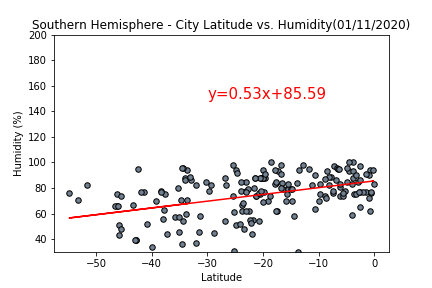 Southern Hemisphere - City Latitude vs. Humidity(01/11/2020)
200
180
160
y=0.53x+85.59
140
120
100
80
60
40
Humidity (%)
−50 −40 −30 −20 −10 0
Latitude